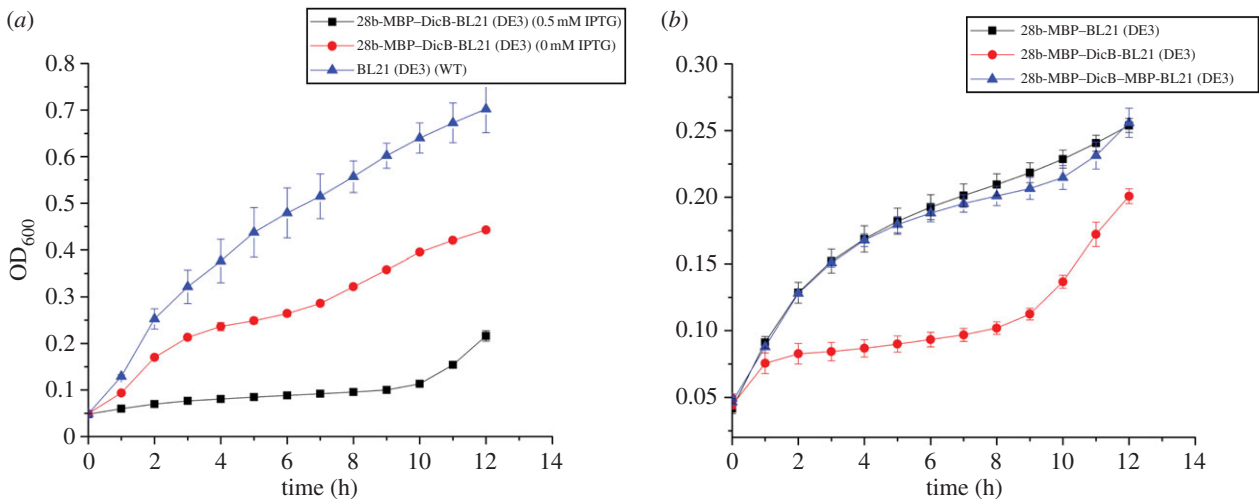 (a)
28b-MBP–DicB-BL21 (DE3) (0.5 mM IPTG)
28b-MBP–DicB-BL21 (DE3) (0 mM IPTG)
BL21 (DE3) (WT)
0.8
0.7
0.6
0.5
0.4
0.3
0.2
0.1
0
OD600
0 2 4 6 8 10 12 14
time (h)
(b)
28b-MBP–BL21 (DE3)
28b-MBP–DicB-BL21 (DE3)
28b-MBP–DicB–MBP-BL21 (DE3)
0.30
0.25
0.20
0.15
0.10
0.05
0 2 4 6 8 10 12 14
time (h)